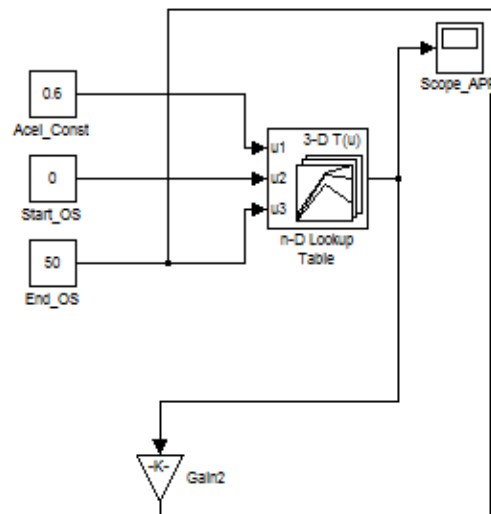 0.6
Acel_Const
0
Start_OS
50
End_OS
3-D T(u)
u1
u2
u3
n-D Lookup
Table
Scope_APP
-K-
Gain2